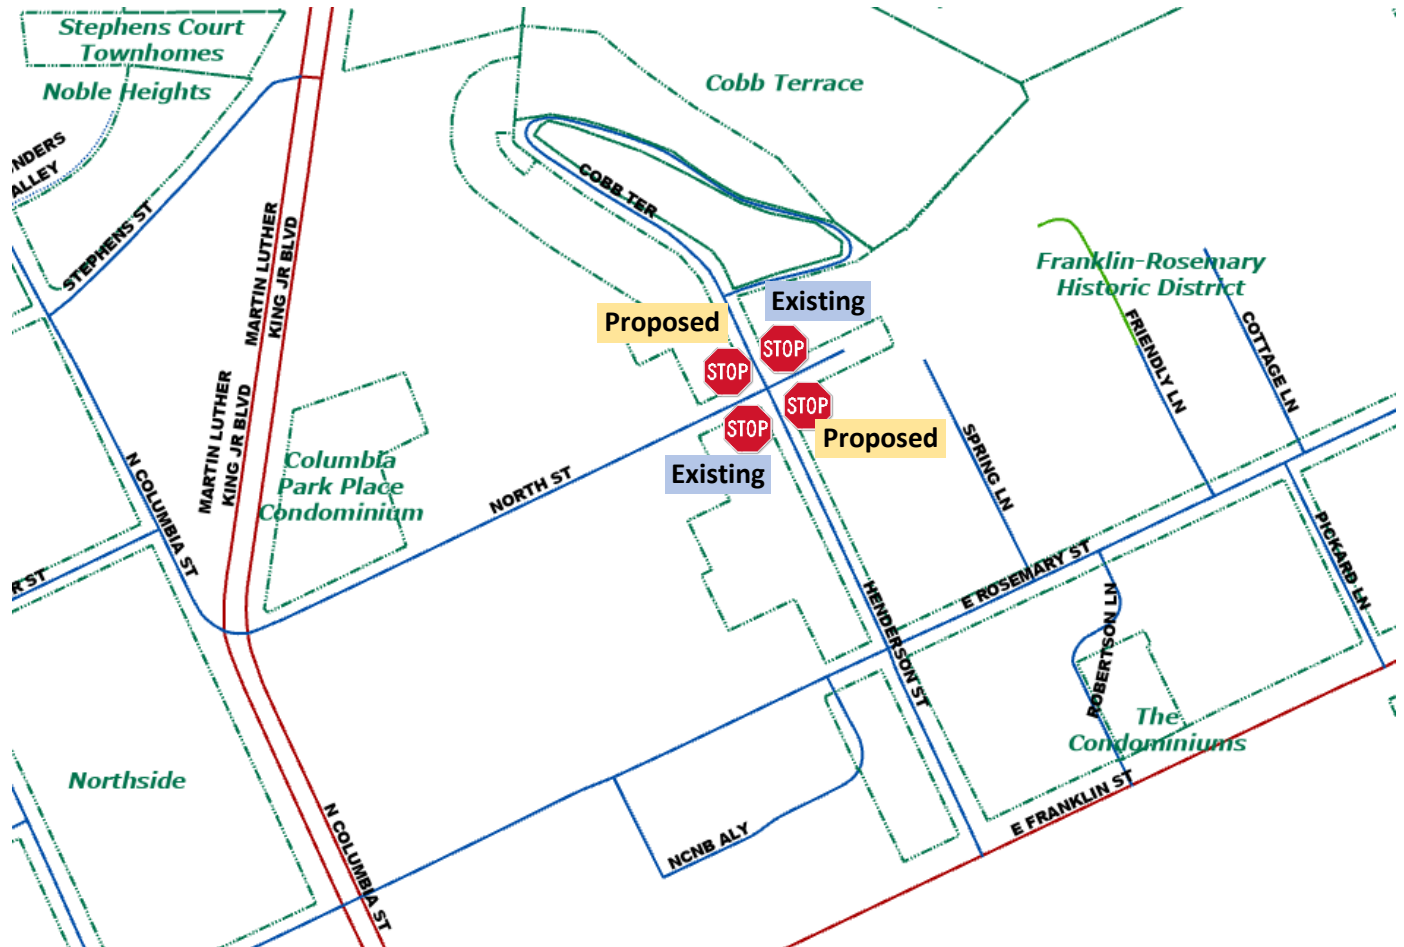 Stephens Court
Townhomes
Noble Heights
Cobb Terrace
NDERS
ALLEY
STEPHENS ST
MARTIN LUTHER
KING JR BLVD
COBB TER
Franklin-Rosemary
Historic District
Existing
Proposed
STOP
STOP
STOP
STOP
Proposed
Existing
FRIENDLY LN
COTTAGE LN
MARTIN LUTHER
KING JR BLVD
N COLUMBIA ST
Columbia
Park Place
Condominium
NORTH ST
SPRING LN
PICKARD LN
R ST
E ROSEMARY ST
HENDERSON ST
ROBERTSON LN
The
Condominiums
Northside
E FRANKLIN ST
NCNB ALY
N COLUMBIA ST